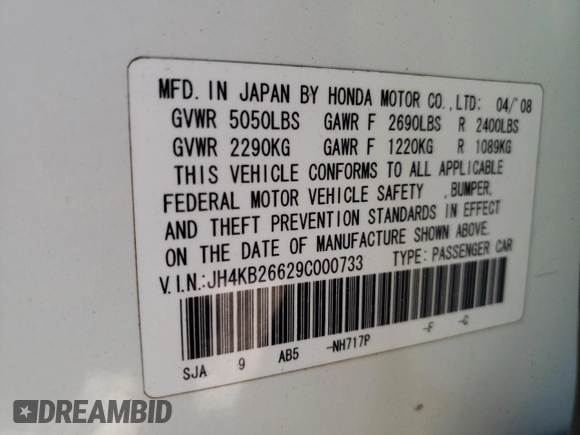 MFD. IN JAPAN BY HONDA MOTOR CO., LTD: 04/'08
GVWR 5050LBS GAWR F 2690LBS R 2400LBS
GVWR 2290KG GAWR F 1220KG R 1089KG
THIS VEHICLE CONFORMS TO ALL APPLICABLE
FEDERAL MOTOR VEHICLE SAFETY , BUMPER,
AND THEFT PREVENTION STANDARDS IN EFFECT
ON THE DATE OF MANUFACTURE SHOWN ABOVE.
V.I.N.:JH4KB26629C000733 TYPE: PASSENGER CAR
SJA 9 AB5 -NH717P -F -G
DREAMBID